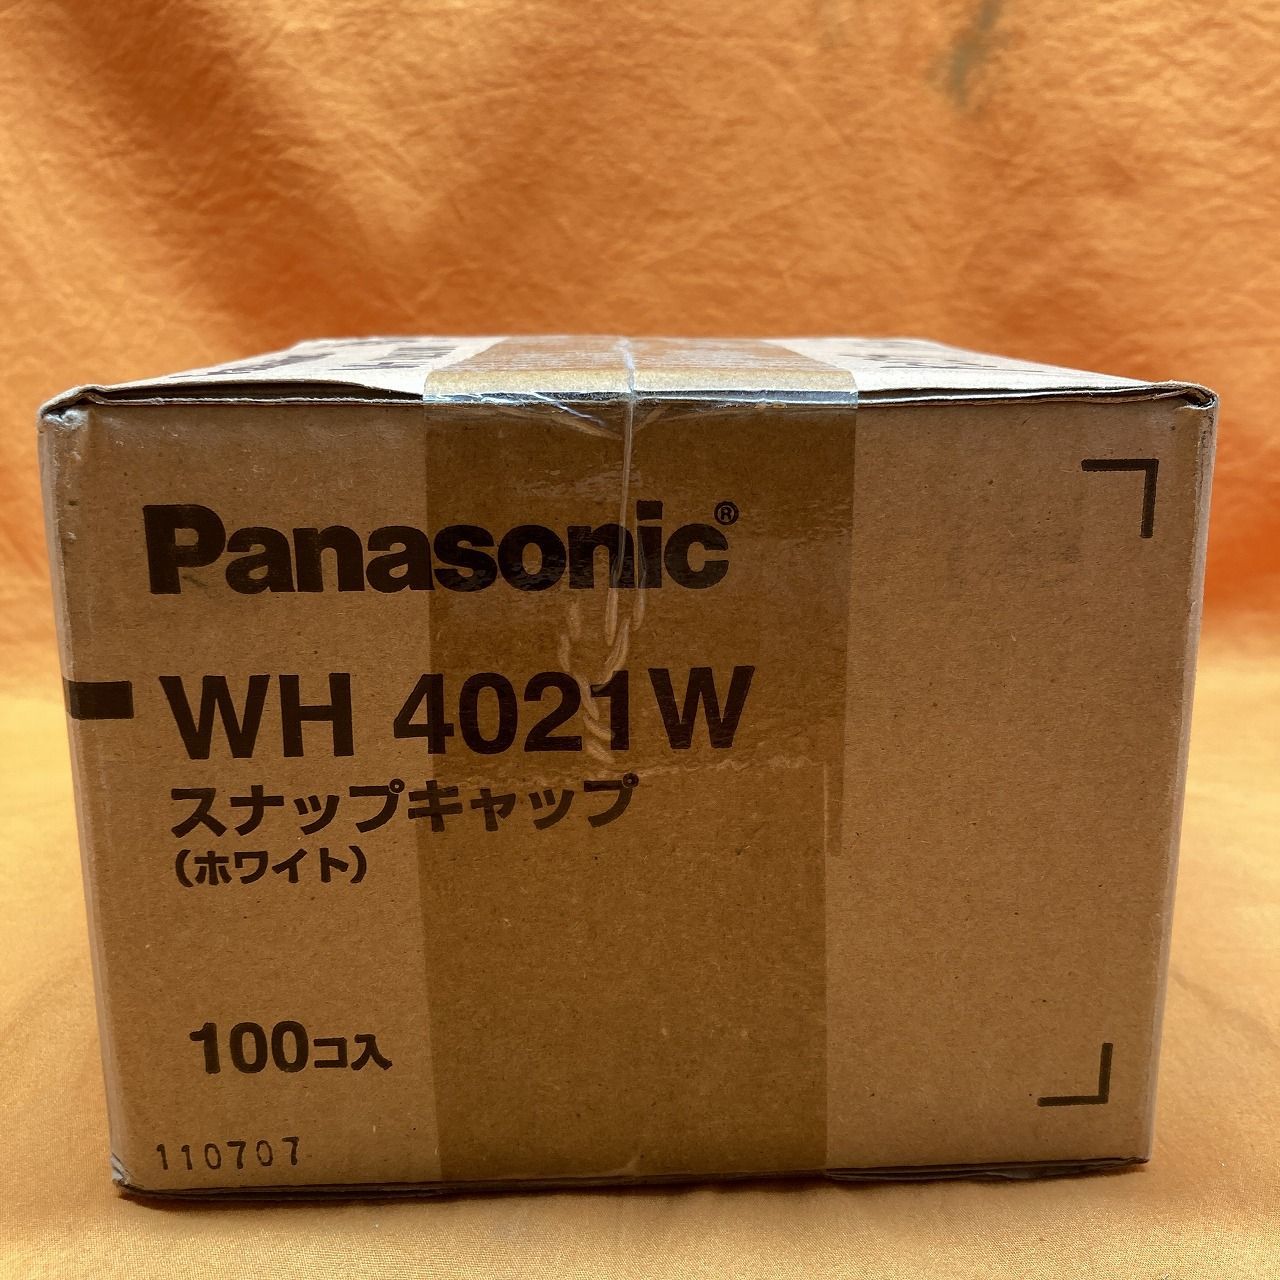 Panasonic®
WH 4021W
スナップキャップ
(ホワイト)
100コ入
110707